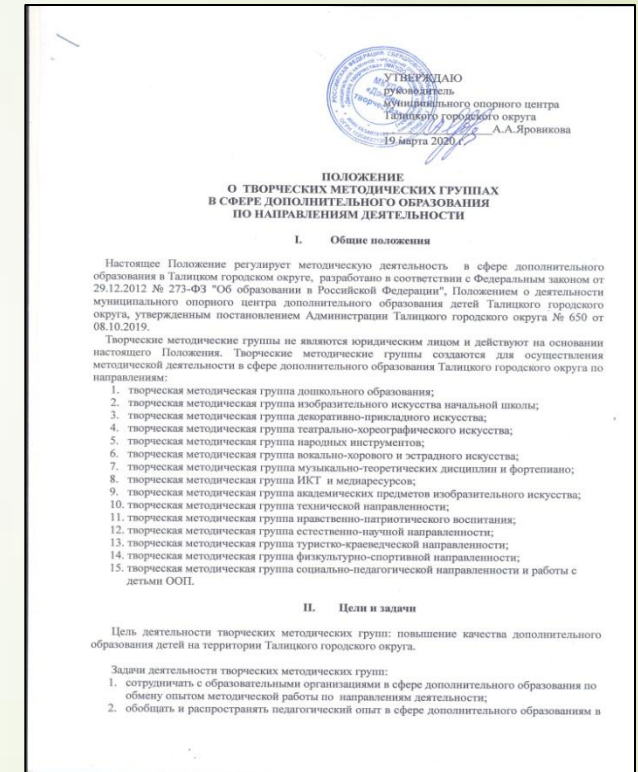 УТВЕРЖДАЮ
руководитель
муниципального опорного центра
Талицкого городского округа
А.А.Яровикова
19 марта 2020 г.
ПОЛОЖЕНИЕ
О ТВОРЧЕСКИХ МЕТОДИЧЕСКИХ ГРУППАХ
В СФЕРЕ ДОПОЛНИТЕЛЬНОГО ОБРАЗОВАНИЯ
ПО НАПРАВЛЕНИЯМ ДЕЯТЕЛЬНОСТИ
I. Общие положения
Настоящее Положение регулирует методическую деятельность в сфере дополнительного
образования в Талицком городском округе, разработано в соответствии с Федеральным законом от
29.12.2012 № 273-ФЗ "Об образовании в Российской Федерации", Положением о деятельности
муниципального опорного центра дополнительного образования детей Талицкого городского
округа, утвержденным постановлением Администрации Талицкого городского округа № 650 от
08.10.2019.
Творческие методические группы не являются юридическим лицом и действуют на основании
настоящего Положения. Творческие методические группы создаются для осуществления
методической деятельности в сфере дополнительного образования Талицкого городского округа по
направлениям:
1. творческая методическая группа дошкольного образования;
2. творческая методическая группа изобразительного искусства начальной школы;
3. творческая методическая группа декоративно-прикладного искусства;
4. творческая методическая группа театрально-хореографического искусства;
5. творческая методическая группа народных инструментов;
6. творческая методическая группа вокально-хорового и эстрадного искусства;
7. творческая методическая группа музыкально-теоретических дисциплин и фортепиано;
8. творческая методическая группа ИКТ и медиаресурсов;
9. творческая методическая группа академических предметов изобразительного искусства;
10. творческая методическая группа технической направленности;
11. творческая методическая группа нравственно-патриотического воспитания;
12. творческая методическая группа естественно-научной направленности;
13. творческая методическая группа туристко-краеведческой направленности;
14. творческая методическая группа физкультурно-спортивной направленности;
15. творческая методическая группа социально-педагогической направленности и работы с
детьми ООП.
II. Цели и задачи
Цель деятельности творческих методических групп: повышение качества дополнительного
образования детей на территории Талицкого городского округа.
Задачи деятельности творческих методических групп:
1. сотрудничать с образовательными организациями в сфере дополнительного образования по
обмену опытом методической работы по направлениям деятельности;
2. обобщать и распространять педагогический опыт в сфере дополнительного образованиям в